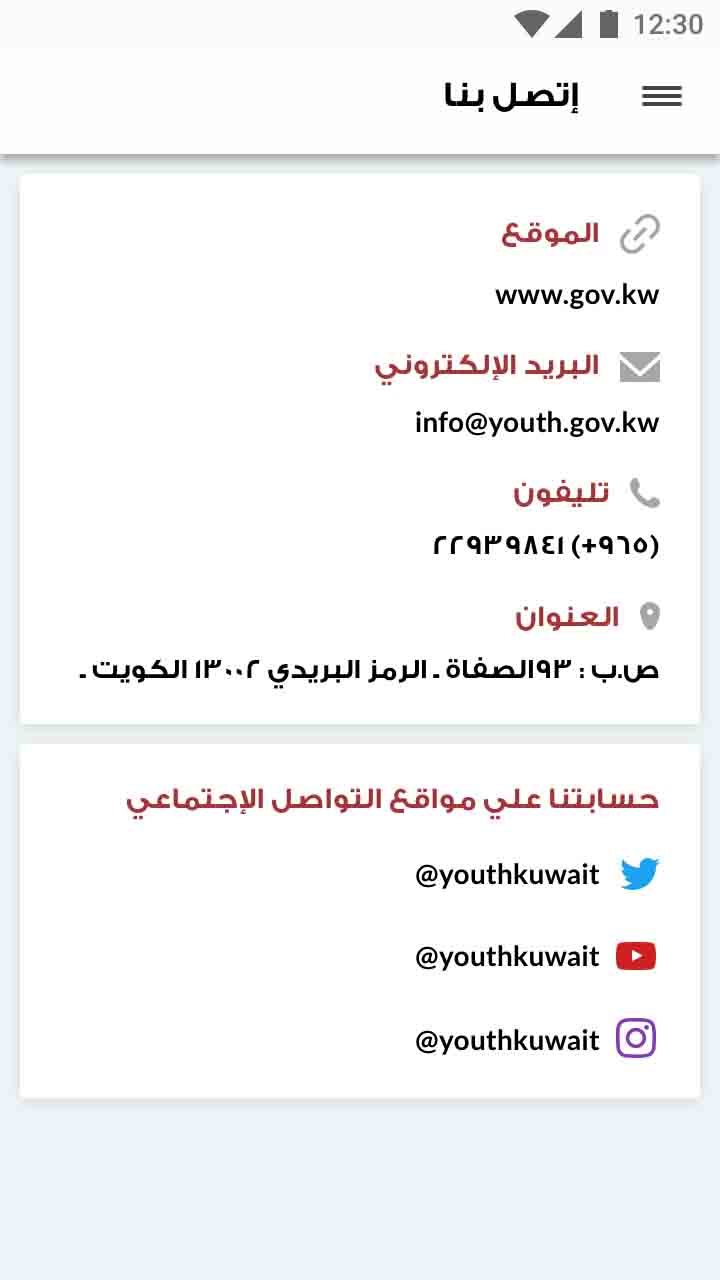 12:30
إتصل بنا
الموقع
www.gov.kw
البريد الإلكتروني
info@youth.gov.kw
تليفون
(٩٦٥+) ٢٢٩٣٩٨٤١
العنوان
ص.ب : ٩٣الصفاة - الرمز البريدي ١٣٠٠٢ الكويت -
حسابتنا علي مواقع التواصل الإجتماعي
@youthkuwait
@youthkuwait
@youthkuwait